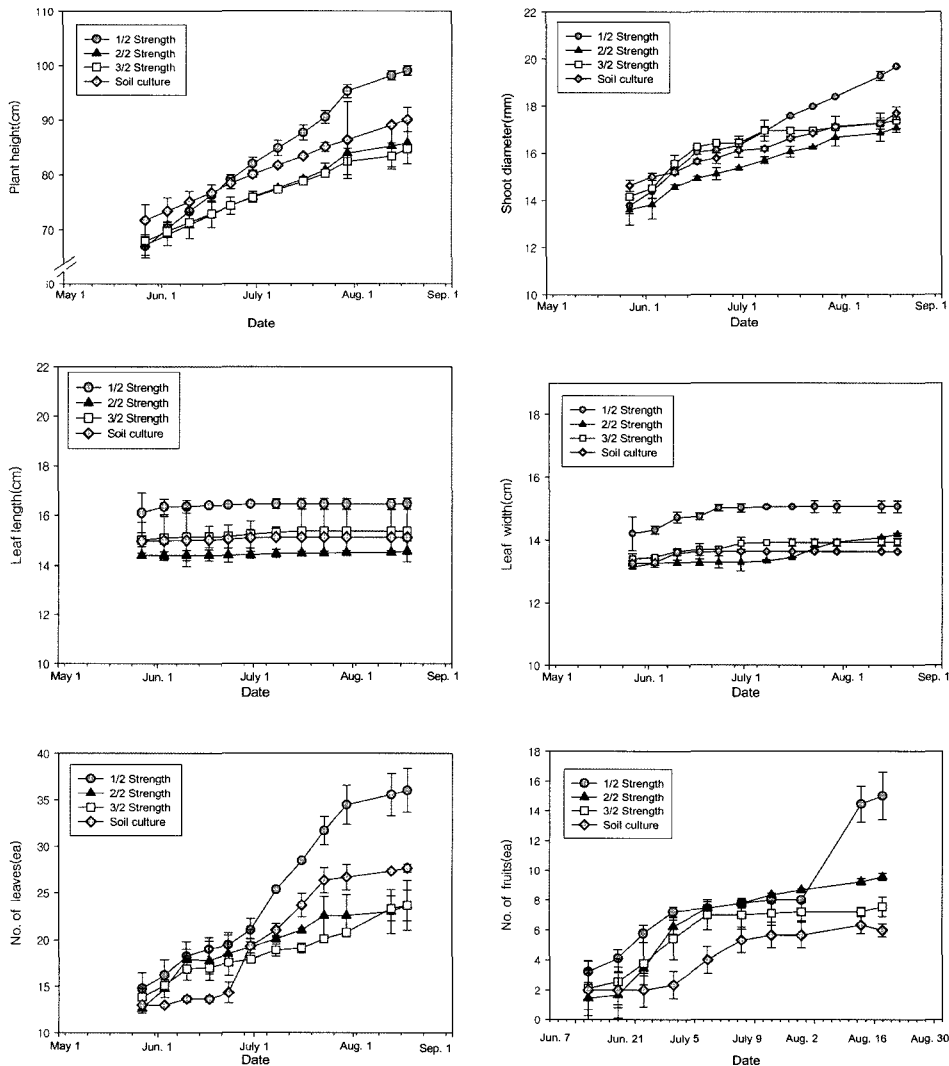 110
100
90
80
70
60
Plant height(cm)
1/2 Strength
2/2 Strength
3/2 Strength
Soil culture
May 1
Jun. 1
July 1
Aug. 1
Sep. 1
Date
22
20
18
16
14
12
10
Shoot diameter(mm)
1/2 Strength
2/2 Strength
3/2 Strength
Soil culture
May 1
Jun. 1
July 1
Aug. 1
Sep. 1
Date
22
20
18
16
14
12
10
Leaf length(cm)
1/2 Strength
2/2 Strength
3/2 Strength
Soil culture
May 1
Jun. 1
July 1
Aug. 1
Sep. 1
Date
18
16
14
12
10
Leaf width(cm)
1/2 Strength
2/2 Strength
3/2 Strength
Soil culture
May 1
Jun. 1
July 1
Aug. 1
Sep. 1
Date
40
35
30
25
20
15
10
No. of leaves(ea)
1/2 Strength
2/2 Strength
3/2 Strength
Soil culture
May 1
Jun. 1
July 1
Aug. 1
Sep. 1
Date
18
16
14
12
10
8
6
4
2
0
No. of fruits(ea)
1/2 Strength
2/2 Strength
3/2 Strength
Soil culture
Jun. 7
Jun. 21
July 5
July 9
Aug. 2
Aug. 16
Aug. 30
Date